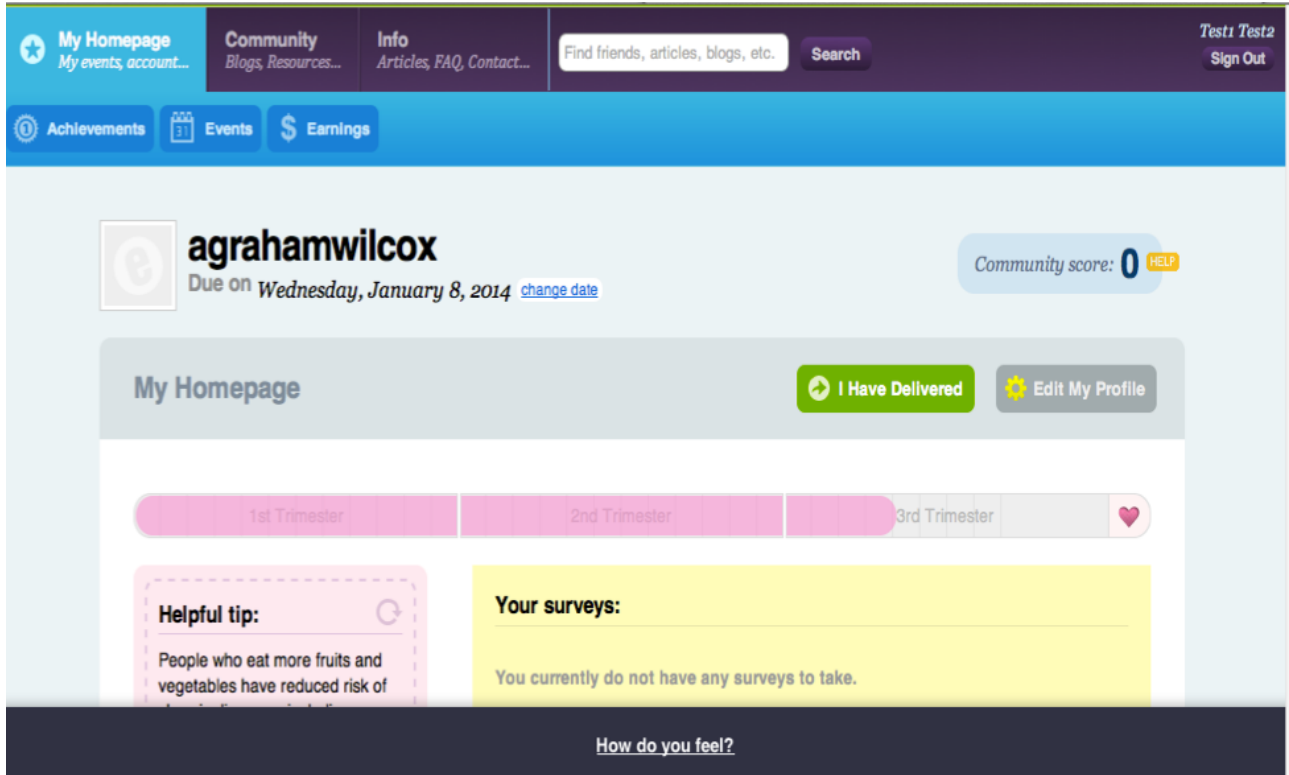 My Homepage
My events, account...
Community
Blogs, Resources...
Info
Articles, FAQ, Contact...
Find friends, articles, blogs, etc.
Search
Test1 Test2
Sign Out
Achievements
31
Events
$
Earnings
e
agrahamwilcox
Due on Wednesday, January 8, 2014 change date
Community score: 0 HELP
My Homepage
I Have Delivered
Edit My Profile
1st Trimester
2nd Trimester
3rd Trimester
Helpful tip:
People who eat more fruits and
vegetables have reduced risk of
Your surveys:
You currently do not have any surveys to take.
How do you feel?